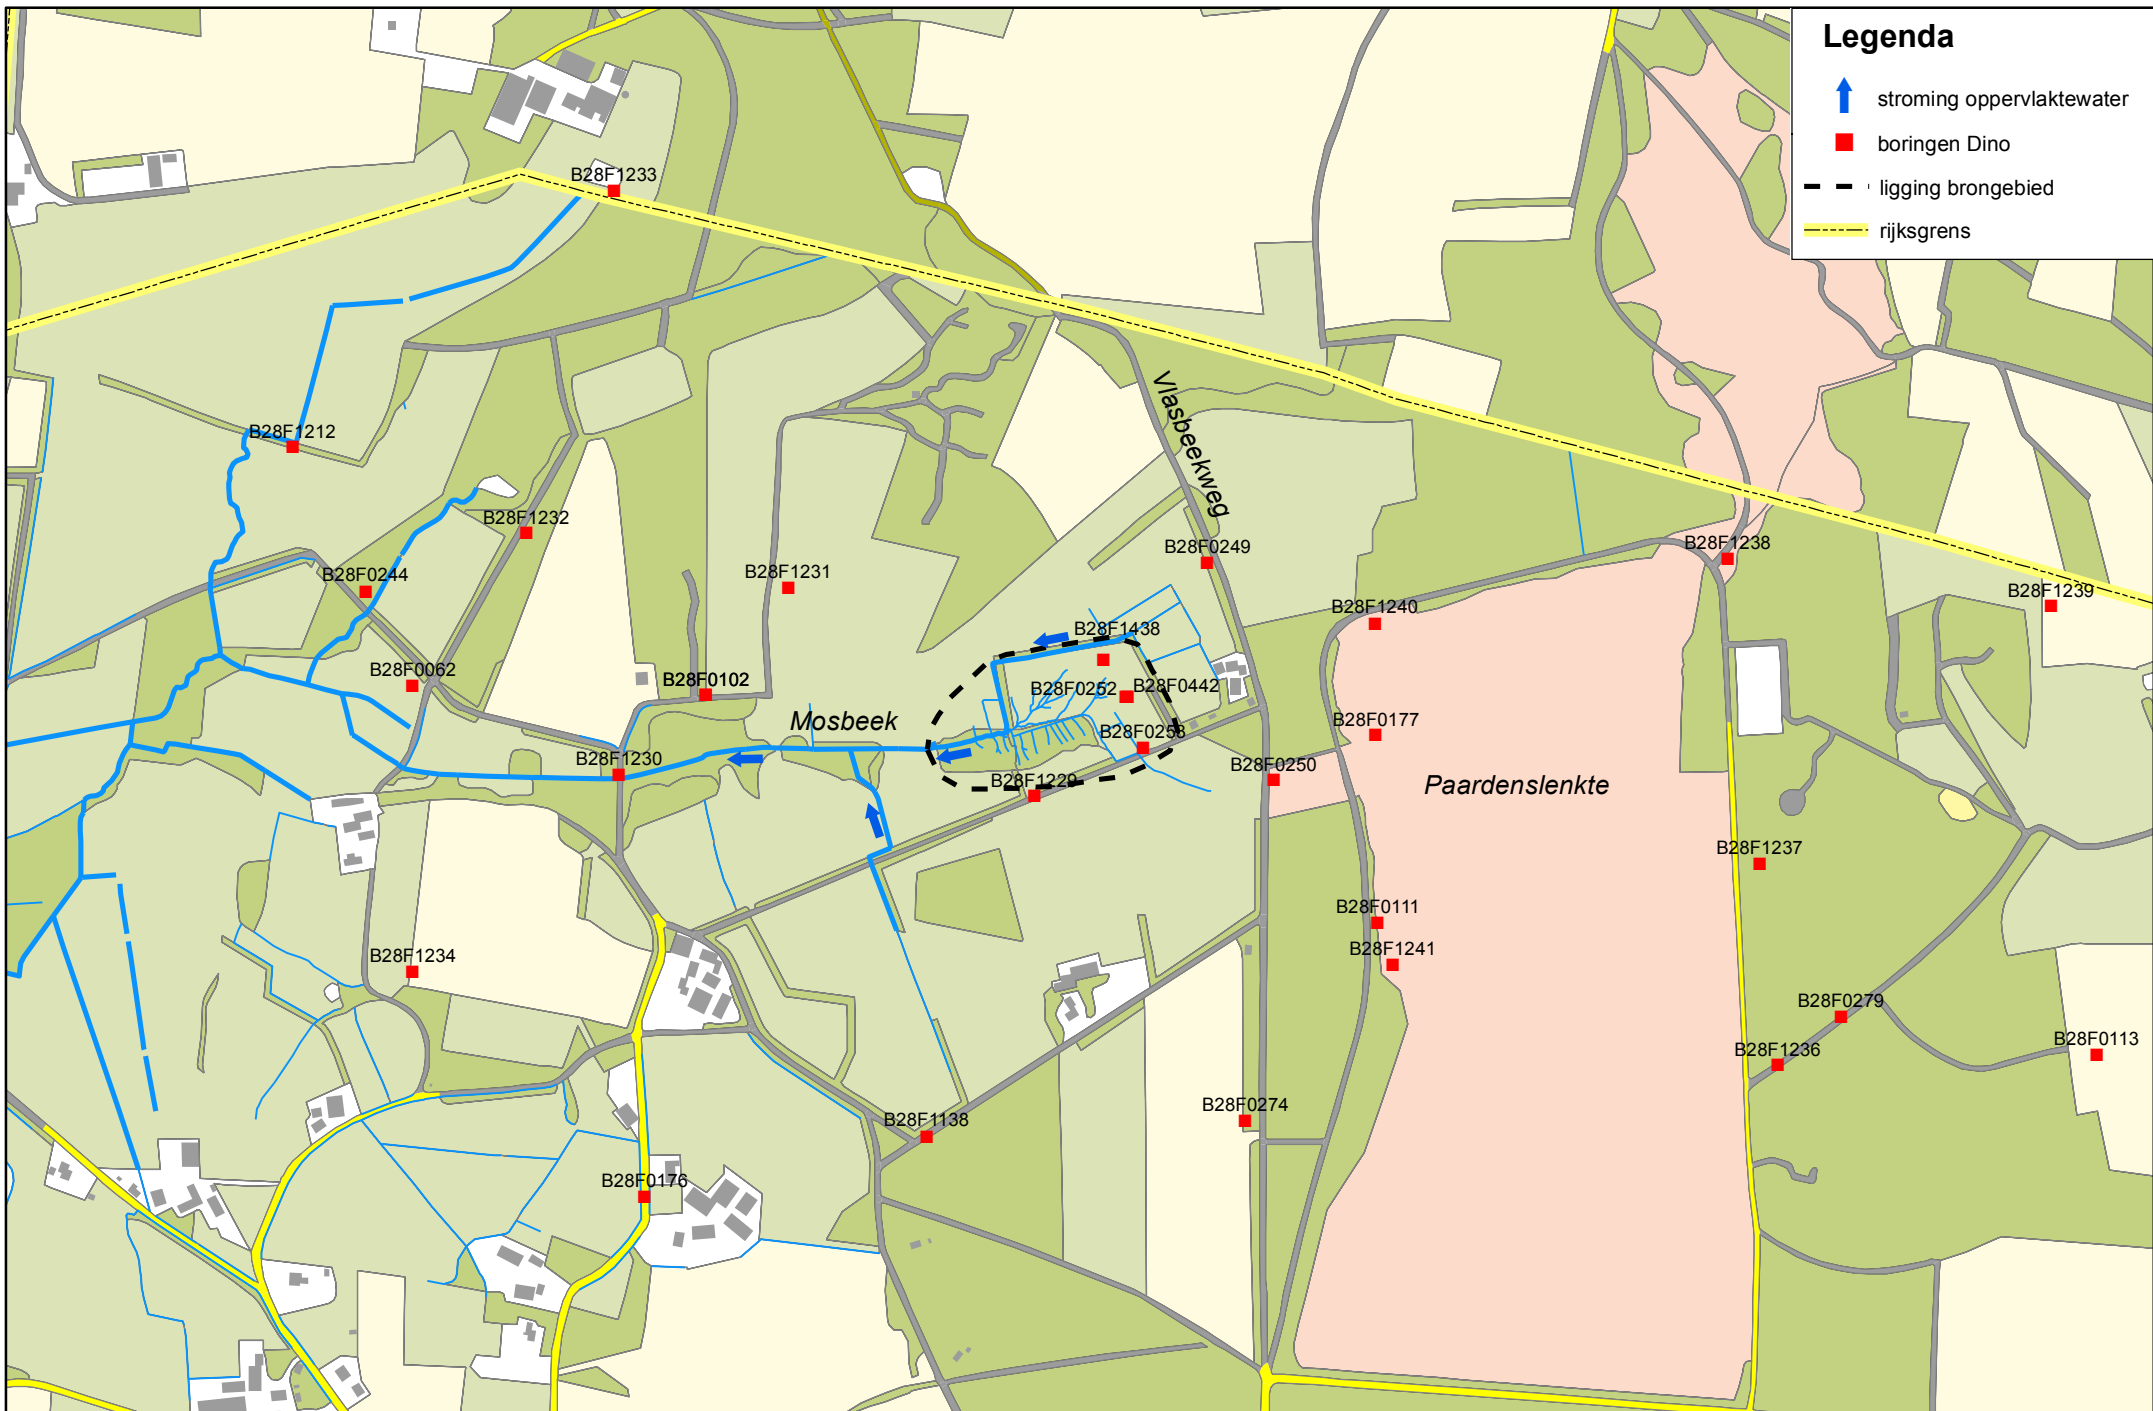 Legenda
stroming oppervlaktewater
boringen Dino
ligging brongebied
rijksgrens
B28F1233
B28F1212
Vlasbeekweg
B28F1232
B28F0249
B28F1238
B28F0244
B28F1231
B28F1239
B28F1240
B28F1438
B28F0062
B28F0102
B28F0252
B28F0442
Mosbeek
B28F0177
B28F0258
B28F1230
B28F1229
B28F0250
Paardenslenkte
B28F1237
B28F0111
B28F1234
B28F1241
B28F0279
B28F1236
B28F0113
B28F1138
B28F0274
B28F0176